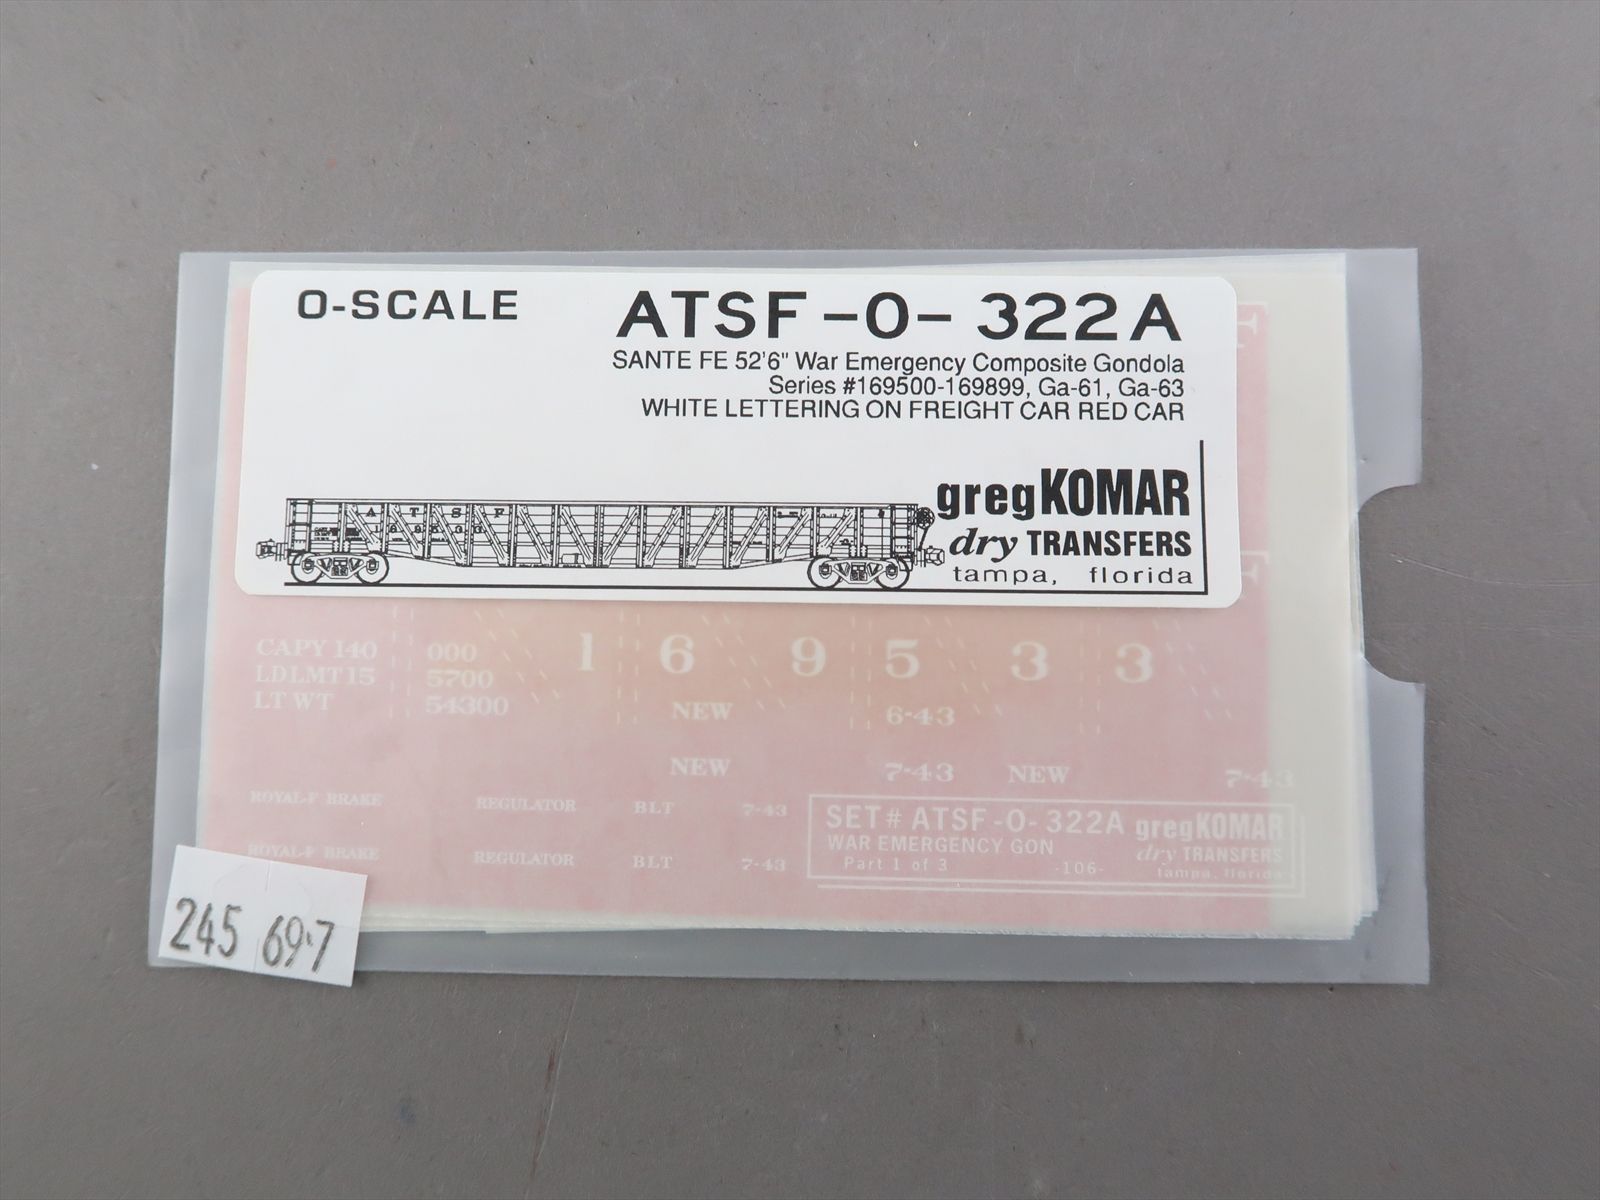 O-SCALE
ATSF-O-322A
SANTE FE 52'6" War Emergency Composite Gondola
Series #169500-169899, Ga-61, Ga-63
WHITE LETTERING ON FREIGHT CAR RED CAR
A T S F
169533
gregKOMAR
dry TRANSFERS
tampa, florida
F
F
CAPY 140 000 1 6 9 5 3 3
LDLMT 15 5700
LT WT 54300 NEW 6-43
NEW 7-43 NEW 7-43
ROYAL-F BRAKE REGULATOR BLT 7-43
ROYAL-F BRAKE REGULATOR BLT 7-43
SET# ATSF-O-322A gregKOMAR
WAR EMERGENCY GON dry TRANSFERS
Part 1 of 3 -106- tampa, florida
245 69.7